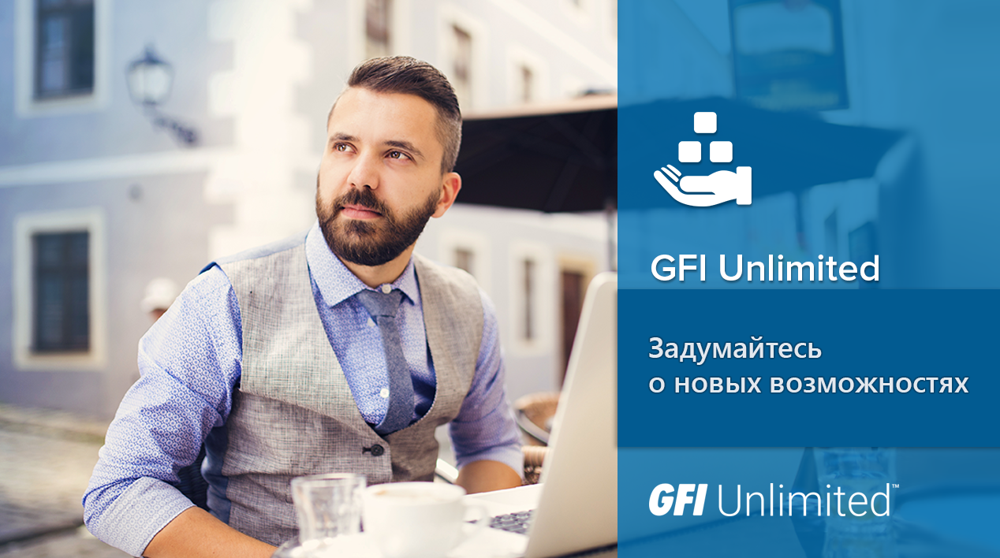 GFI Unlimited
Задумайтесь
о новых возможностях
GFI Unlimited™